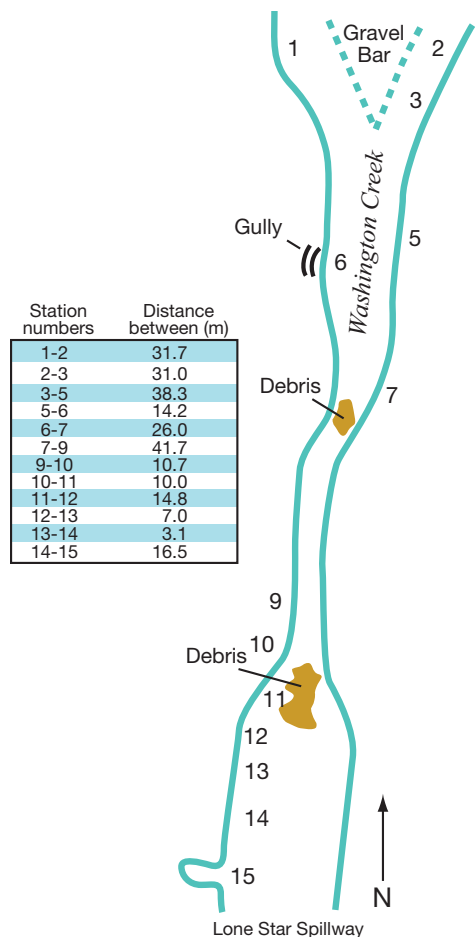 Gravel
Bar
1
2
3
Washington Creek
5
Gully
6
Station numbers Distance between (m)
1-2 31.7
2-3 31.0
3-5 38.3
5-6 14.2
6-7 26.0
7-9 41.7
9-10 10.7
10-11 10.0
11-12 14.8
12-13 7.0
13-14 3.1
14-15 16.5
Debris
7
9
10
Debris
11
12
13
14
15
N
Lone Star Spillway